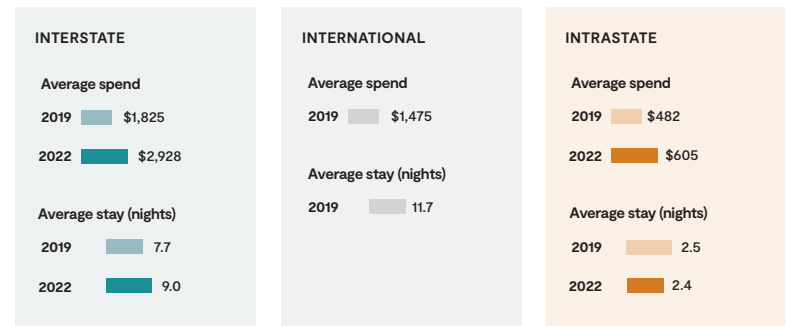 INTERSTATE
Average spend
2019 $1,825
2022 $2,928
Average stay (nights)
2019 7.7
2022 9.0
INTERNATIONAL
Average spend
2019 $1,475
Average stay (nights)
2019 11.7
INTRASTATE
Average spend
2019 $482
2022 $605
Average stay (nights)
2019 2.5
2022 2.4